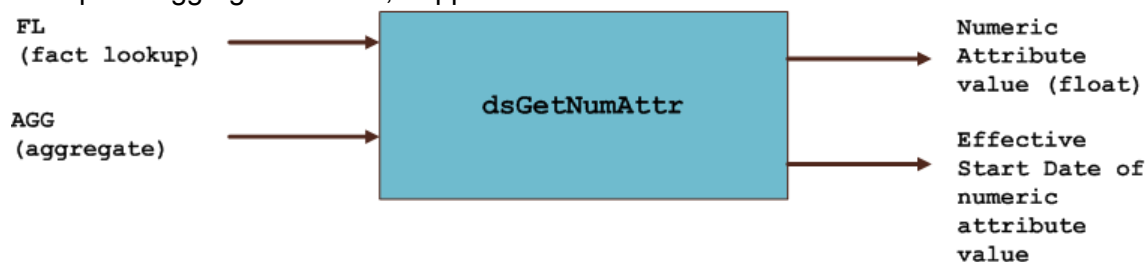 FL
(fact lookup)
AGG
(aggregate)
dsGetNumAttr
Numeric
Attribute
value (float)
Effective
Start Date of
numeric
attribute
value